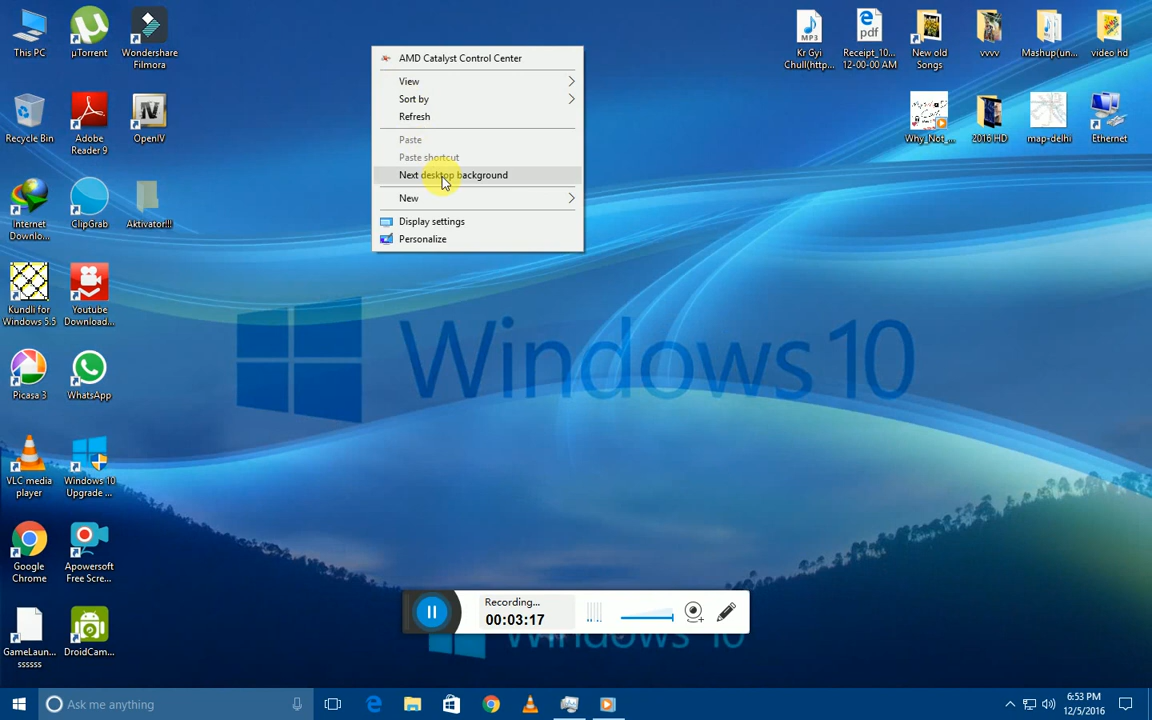 This PC
µTorrent
Wondershare
Filmora
Recycle Bin
Adobe
Reader 9
OpenIV
Internet
Downlo...
ClipGrab
Aktivator!!!
Kundli for
Windows 5.5
Youtube
Download...
Picasa 3
WhatsApp
VLC media
player
Windows 10
Upgrade ...
Google
Chrome
Apowersoft
Free Scre...
GameLaun...
ssssss
DroidCam...
AMD Catalyst Control Center
View
Sort by
Refresh
Paste
Paste shortcut
Next desktop background
New
Display settings
Personalize
MP3
Kr Gyi
Chull(http...
pdf
Receipt_10...
12-00-00 AM
New old
Songs
vvvv
Mashup(un...
video hd
Why_Not_...
2016 HD
map-delhi
Ethernet
Windows 10
Recording...
00:03:17
Windows 10
Ask me anything
6:53 PM
12/5/2016